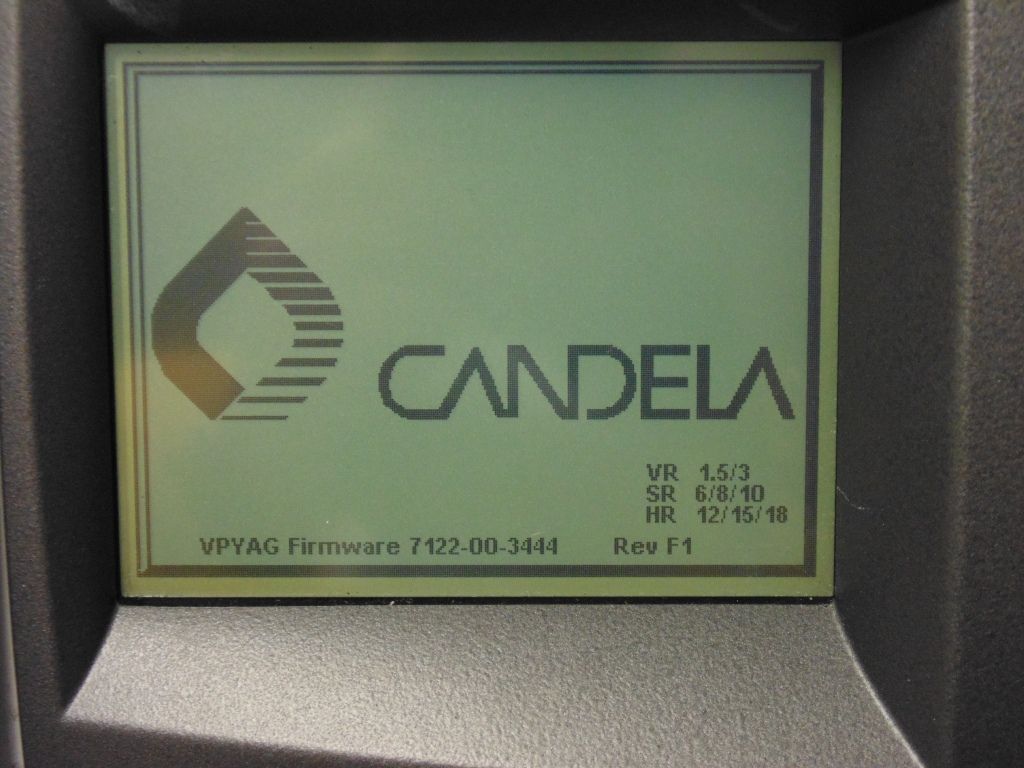 CANDELA
VR 1.5/3
SR 6/8/10
HR 12/15/18
VPYAG Firmware 7122-00-3444 Rev F1